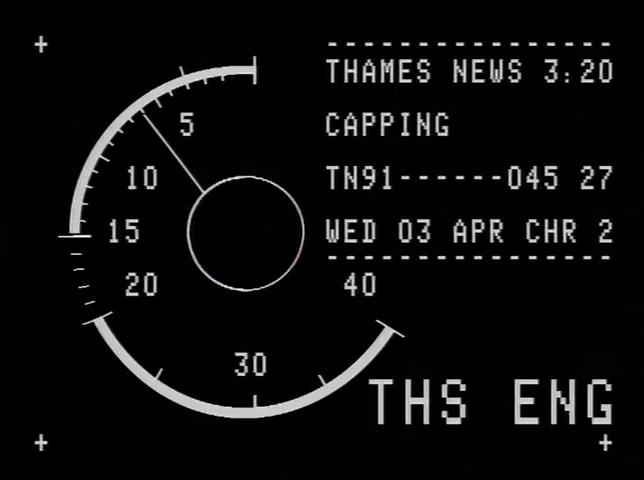 THAMES NEWS 3:20
CAPPING
TN91------045 27
WED 03 APR CHR 2
5
10
15
20
30
40
THS ENG